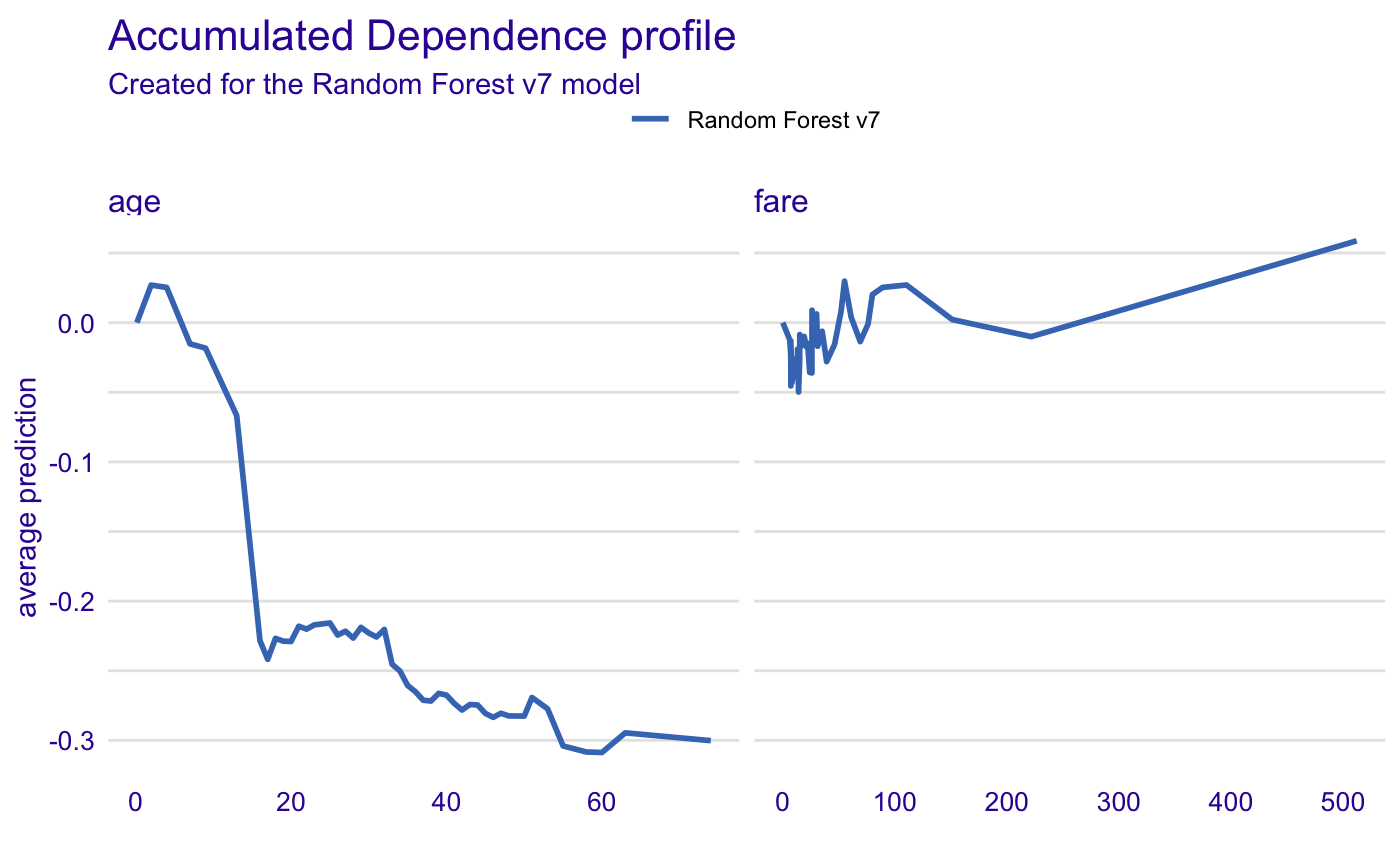 Accumulated Dependence profile
Created for the Random Forest v7 model
Random Forest v7
age
fare
average prediction
0.0
-0.1
-0.2
-0.3
0 20 40 60
0 100 200 300 400 500